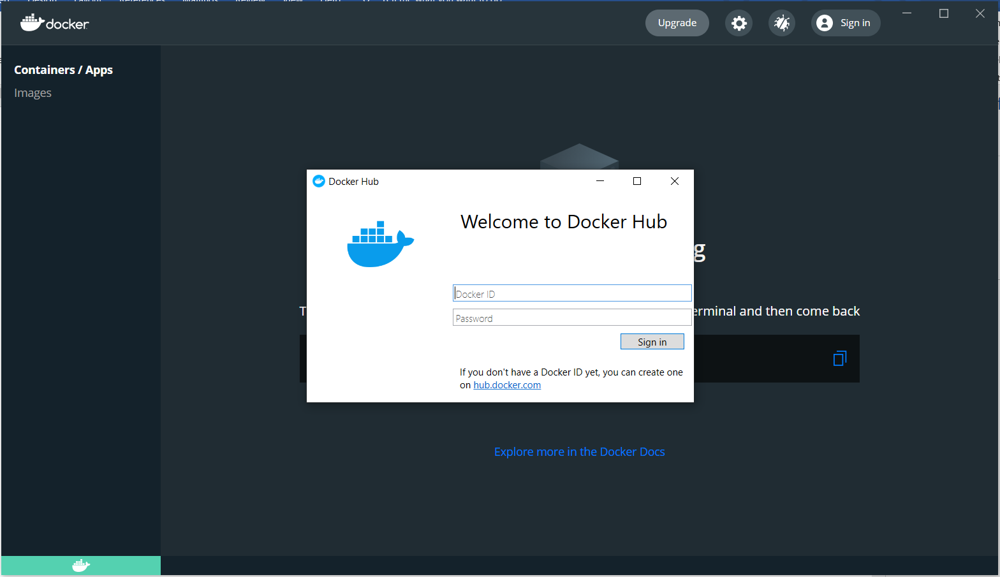 docker
Upgrade
Sign in
Containers / Apps
Images
Docker Hub
Welcome to Docker Hub
g
Docker ID
Password
T
erminal and then come back
Sign in
If you don't have a Docker ID yet, you can create one
on hub.docker.com
Explore more in the Docker Docs